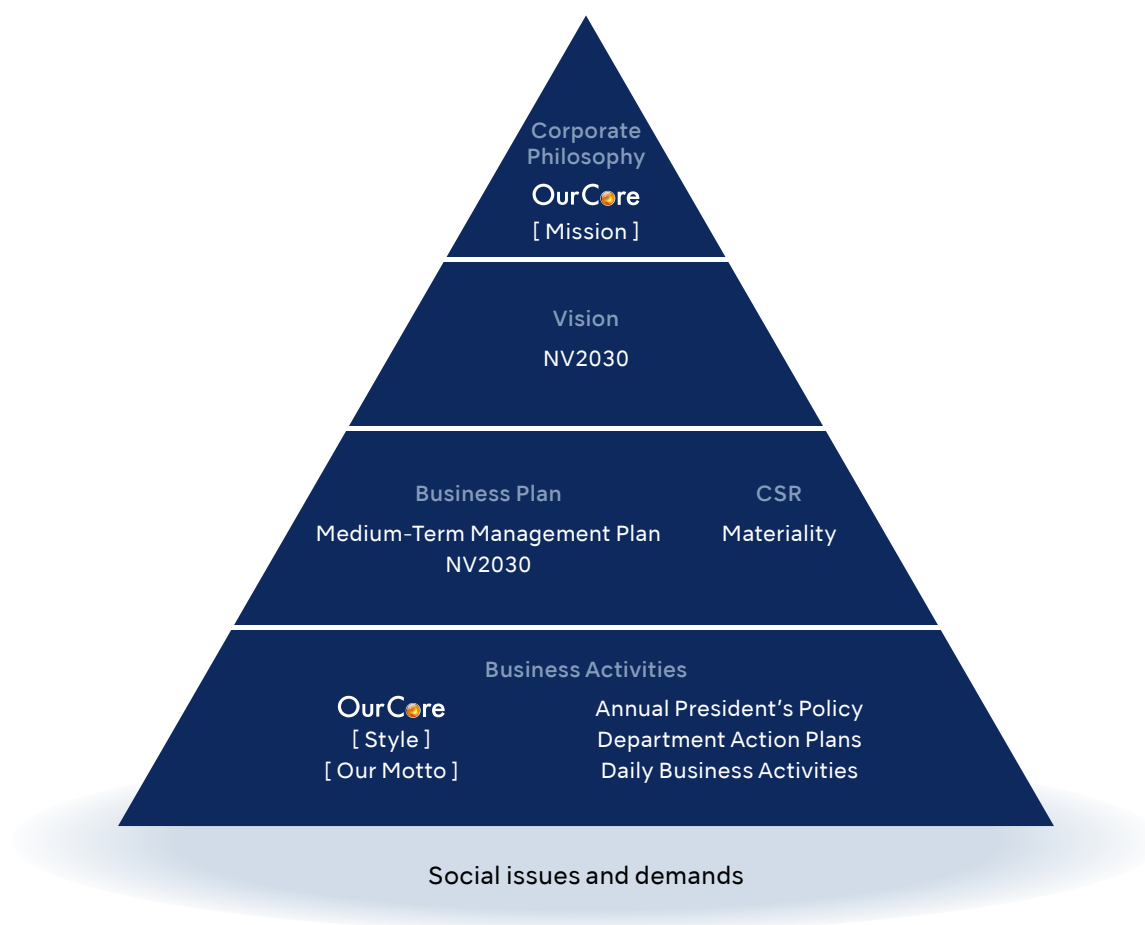 Corporate
Philosophy
OurCore
[ Mission ]
Vision
NV2030
Business Plan
Medium-Term Management Plan
NV2030
CSR
Materiality
Business Activities
OurCore
[ Style ]
[ Our Motto ]
Annual President's Policy
Department Action Plans
Daily Business Activities
Social issues and demands